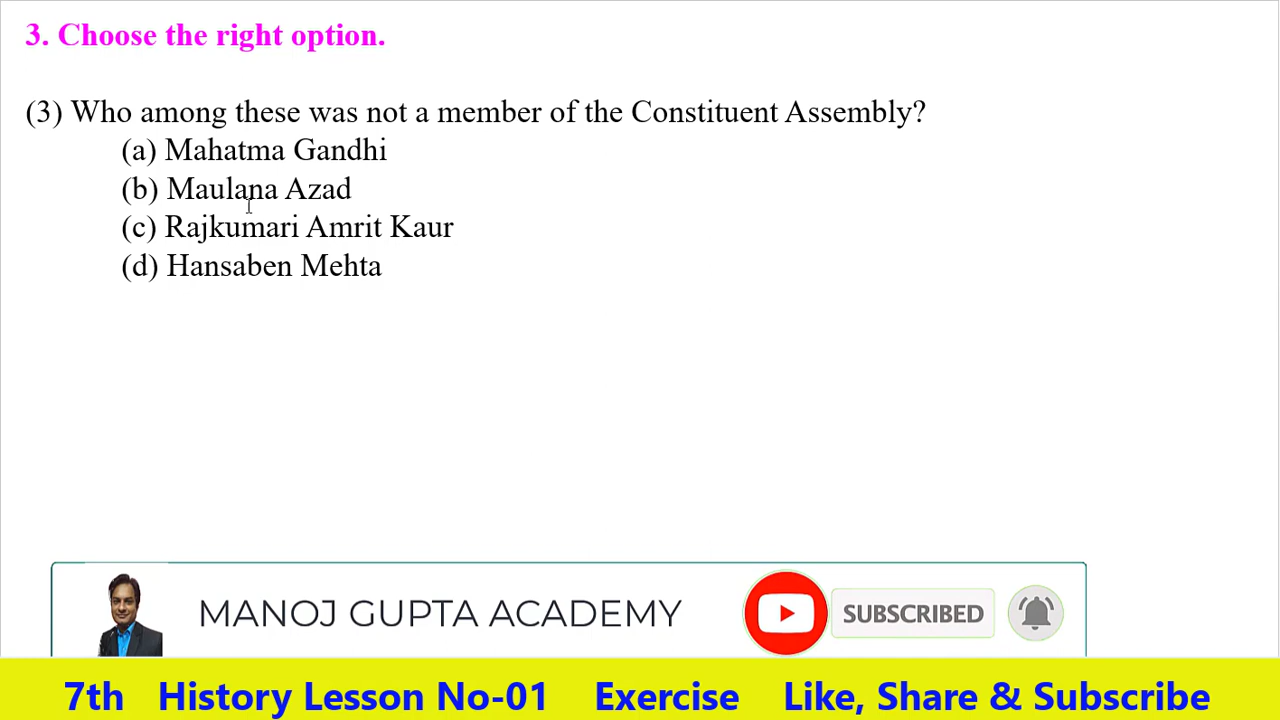 3. Choose the right option.
(3) Who among these was not a member of the Constituent Assembly?
(a) Mahatma Gandhi
(b) Maulana Azad
(c) Rajkumari Amrit Kaur
(d) Hansaben Mehta
MANOJ GUPTA ACADEMY SUBSCRIBED
7th History Lesson No-01 Exercise Like, Share & Subscribe